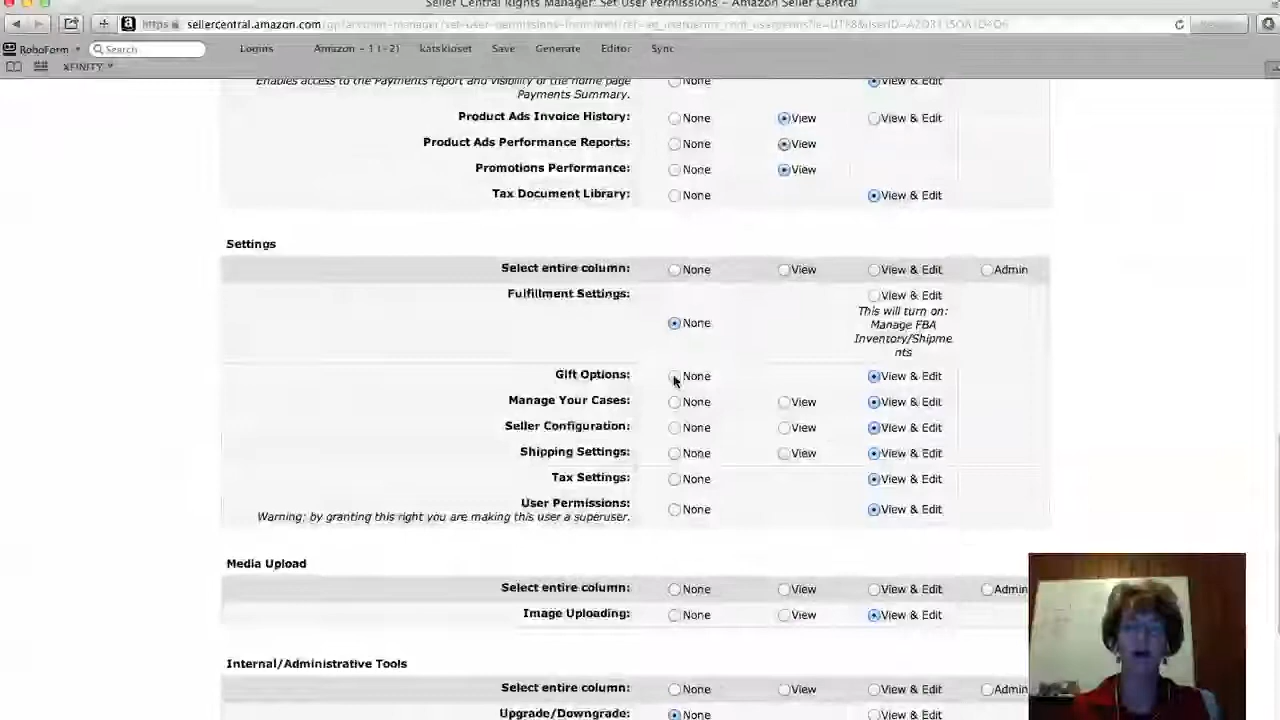 Seller Central Rights Manager: Set User Permissions – Amazon Seller Central
https sellercentral.amazon.com
RoboForm Search Logins Amazon – 1 (–2) katskloset Save Generate Editor Sync
XFINITY
Enables access to the Payments report and visibility of the home page None View & Edit
Payments Summary.
Product Ads Invoice History: None View View & Edit
Product Ads Performance Reports: None View
Promotions Performance: None View
Tax Document Library: None View & Edit
Settings
Select entire column: None View View & Edit Admin
Fulfillment Settings: View & Edit
This will turn on:
None Manage FBA
Inventory/Shipme
nts
Gift Options: None View & Edit
Manage Your Cases: None View View & Edit
Seller Configuration: None View View & Edit
Shipping Settings: None View View & Edit
Tax Settings: None View & Edit
User Permissions: None View & Edit
Warning: by granting this right you are making this user a superuser.
Media Upload
Select entire column: None View View & Edit Admin
Image Uploading: None View View & Edit
Internal/Administrative Tools
Select entire column: None View View & Edit Admin
Upgrade/Downgrade: None View View & Edit